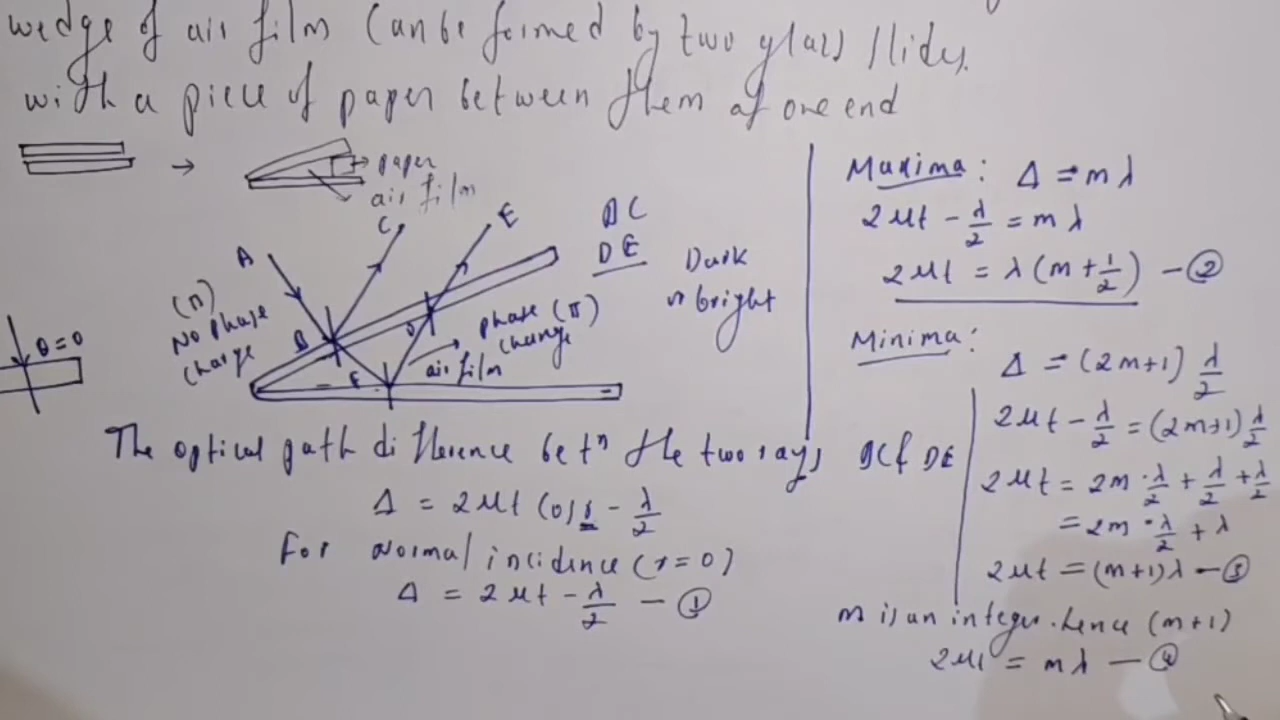 wedge of air film can be formed by two glass slides.
with a piece of paper between them at one end
→ paper
air film
A
C
E
BC
DE
Dark
or bright
(n)
No phase
charge
B
D
F
phase (π)
change
air film
θ = 0
The optical path difference betn the two rays BC & DE
Δ = 2μt cos r - λ/2
For Normal incidence (r = 0)
Δ = 2μt - λ/2 — ①
Maxima: Δ = mλ
2μt - λ/2 = mλ
2μt = λ(m + 1/2) — ②
Minima:
Δ = (2m+1) λ/2
2μt - λ/2 = (2m+1) λ/2
2μt = 2m · λ/2 + λ/2 + λ/2
= 2m · λ/2 + λ
2μt = (m+1)λ — ③
m is an integer. hence (m+1)
2μt = mλ — ④